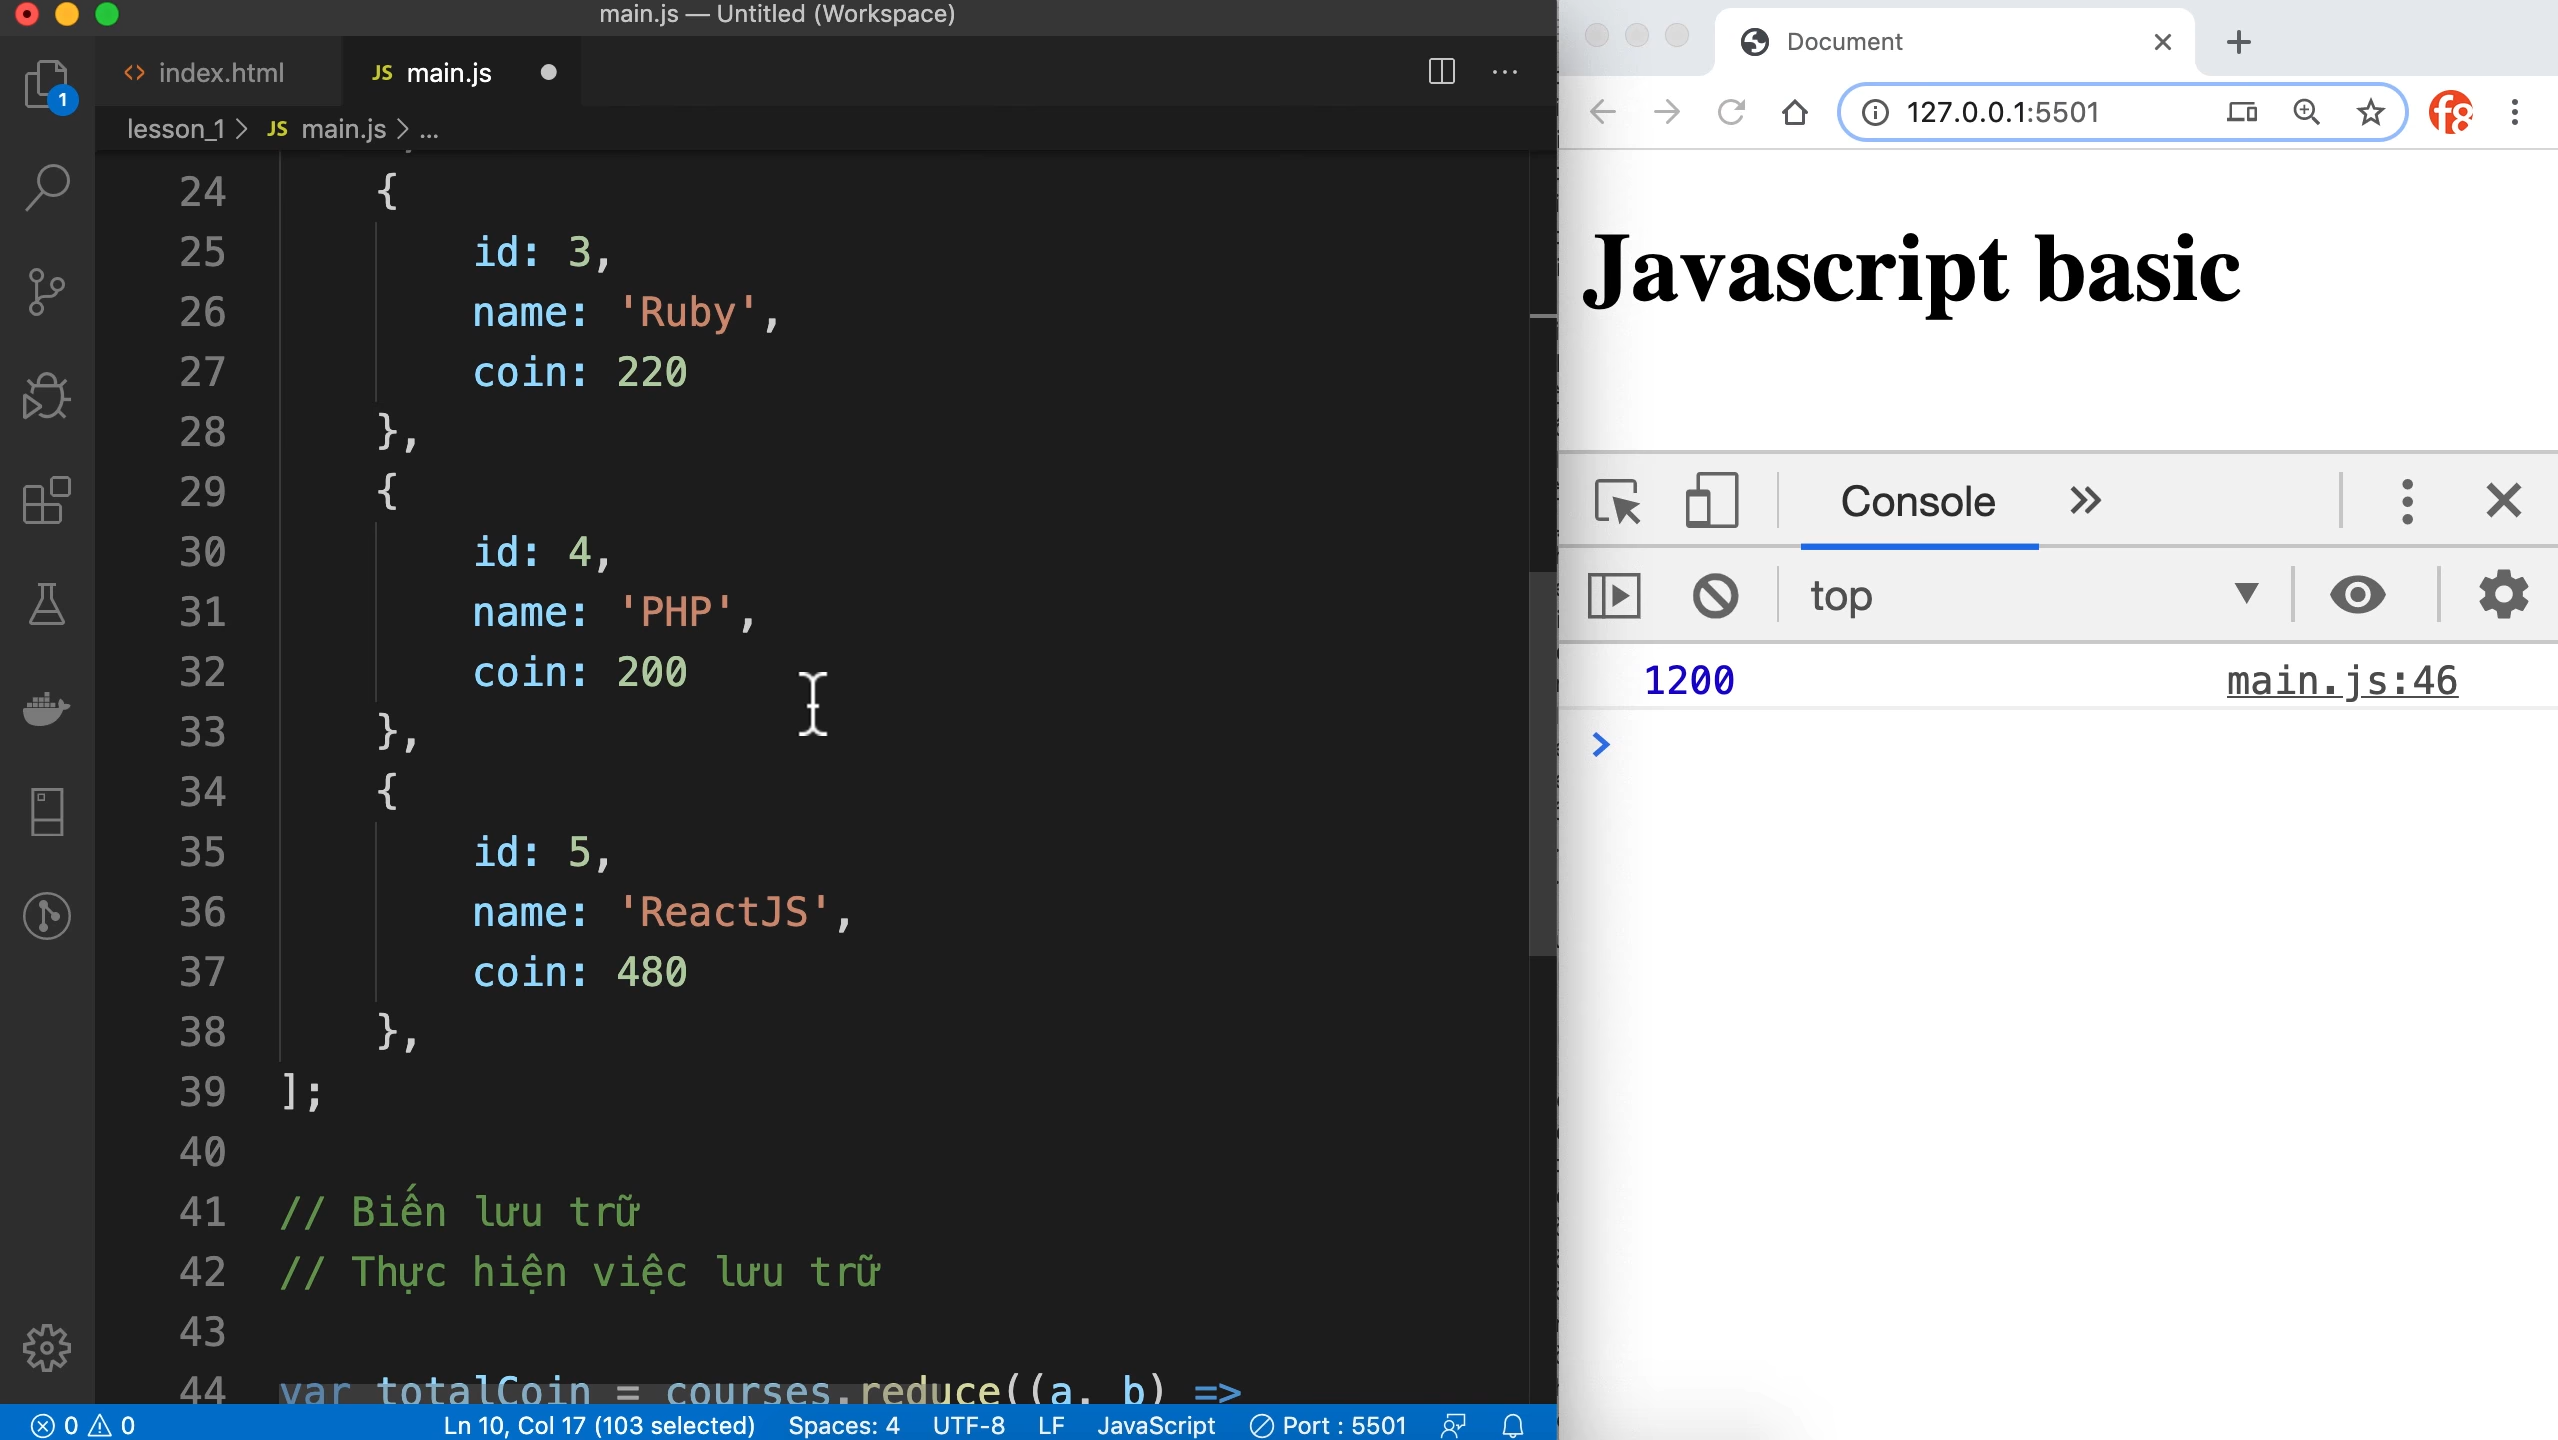 main.js — Untitled (Workspace)
index.html
JS main.js
1
lesson_1 > JS main.js > ...
24 {
25 id: 3,
26 name: 'Ruby',
27 coin: 220
28 },
29 {
30 id: 4,
31 name: 'PHP',
32 coin: 200
33 },
34 {
35 id: 5,
36 name: 'ReactJS',
37 coin: 480
38 },
39 ];
40
41 // Biến lưu trữ
42 // Thực hiện việc lưu trữ
43
44 var totalCoin = courses.reduce((a, b) =>
0 0 Ln 10, Col 17 (103 selected) Spaces: 4 UTF-8 LF JavaScript Port : 5501
Document
127.0.0.1:5501
f8
Javascript basic
Console
top
1200 main.js:46